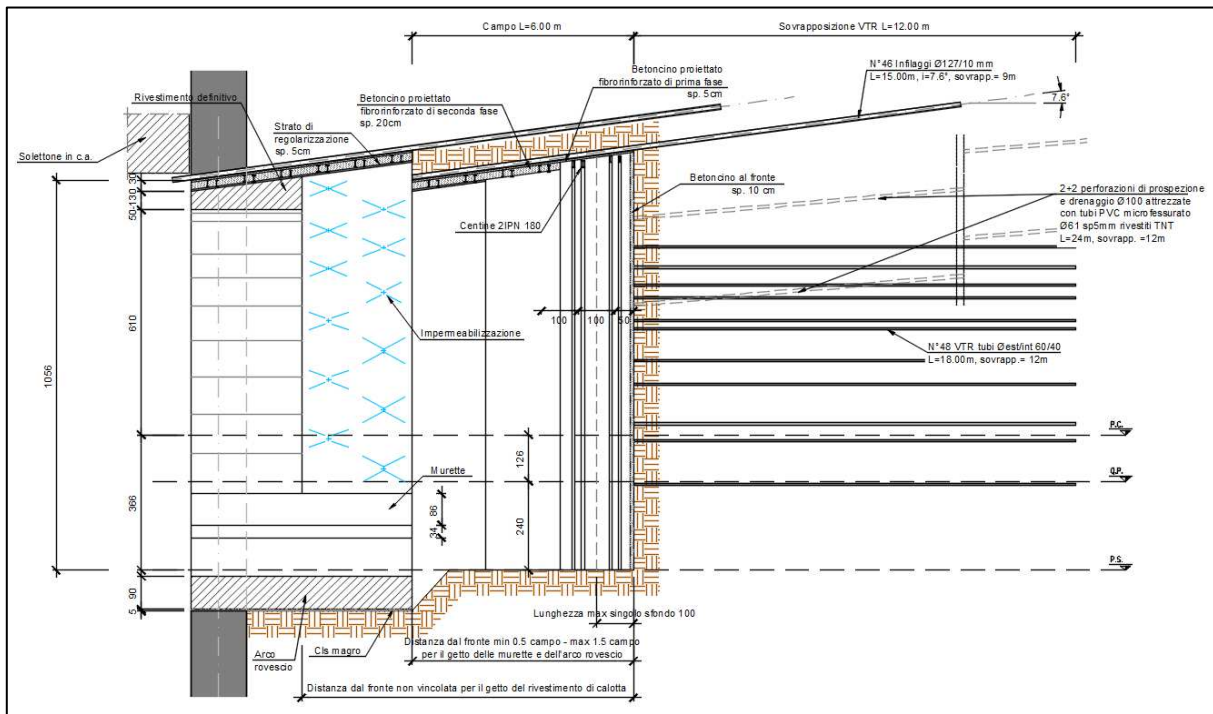 Campo L=6.00 m
Sovrapposizione VTR L=12.00 m
Betoncino proiettato
fibrorinforzato di prima fase
sp. 5cm
N°46 Infilaggi Ø127/10 mm
L=15.00m, i=7.6°, sovrapp.= 9m
7.6°
Rivestimento definitivo
Betoncino proiettato
fibrorinforzato di seconda fase
sp. 20cm
Strato di
regolarizzazione
sp. 5cm
Solettone in c.a.
Betoncino al fronte
sp. 10 cm
2+2 perforazioni di prospezione
e drenaggio Ø100 attrezzate
con tubi PVC microfessurato
Ø61 sp5mm rivestiti TNT
L=24m, sovrapp. =12m
Centine 2IPN 180
30
130
50
100
100
50
Impermeabilizzazione
N°48 VTR tubi Øest/int 60/40
L=18.00m, sovrapp.= 12m
610
1056
P.C.
126
O.P.
Murette
366
86
34
240
P.S.
90
5
Lunghezza max singolo sfondo 100
Distanza dal fronte min 0.5 campo - max 1.5 campo
per il getto delle murette e dell'arco rovescio
Arco
rovescio
Cls magro
Distanza dal fronte non vincolata per il getto del rivestimento di calotta